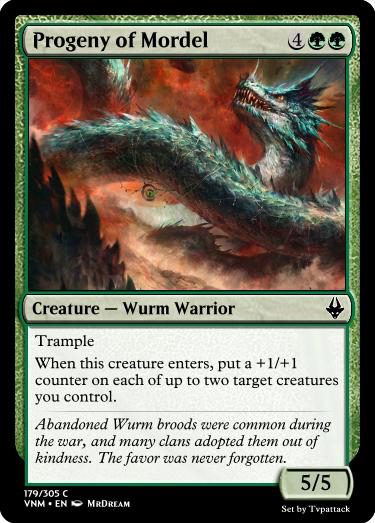 Progeny of Mordel 4
Creature — Wurm Warrior
Trample
When this creature enters, put a +1/+1
counter on each of up to two target creatures
you control.
Abandoned Wurm broods were common during
the war, and many clans adopted them out of
kindness. The favor was never forgotten.
5/5
179/305 C
VNM • EN MrDream
Set by Tvpattack